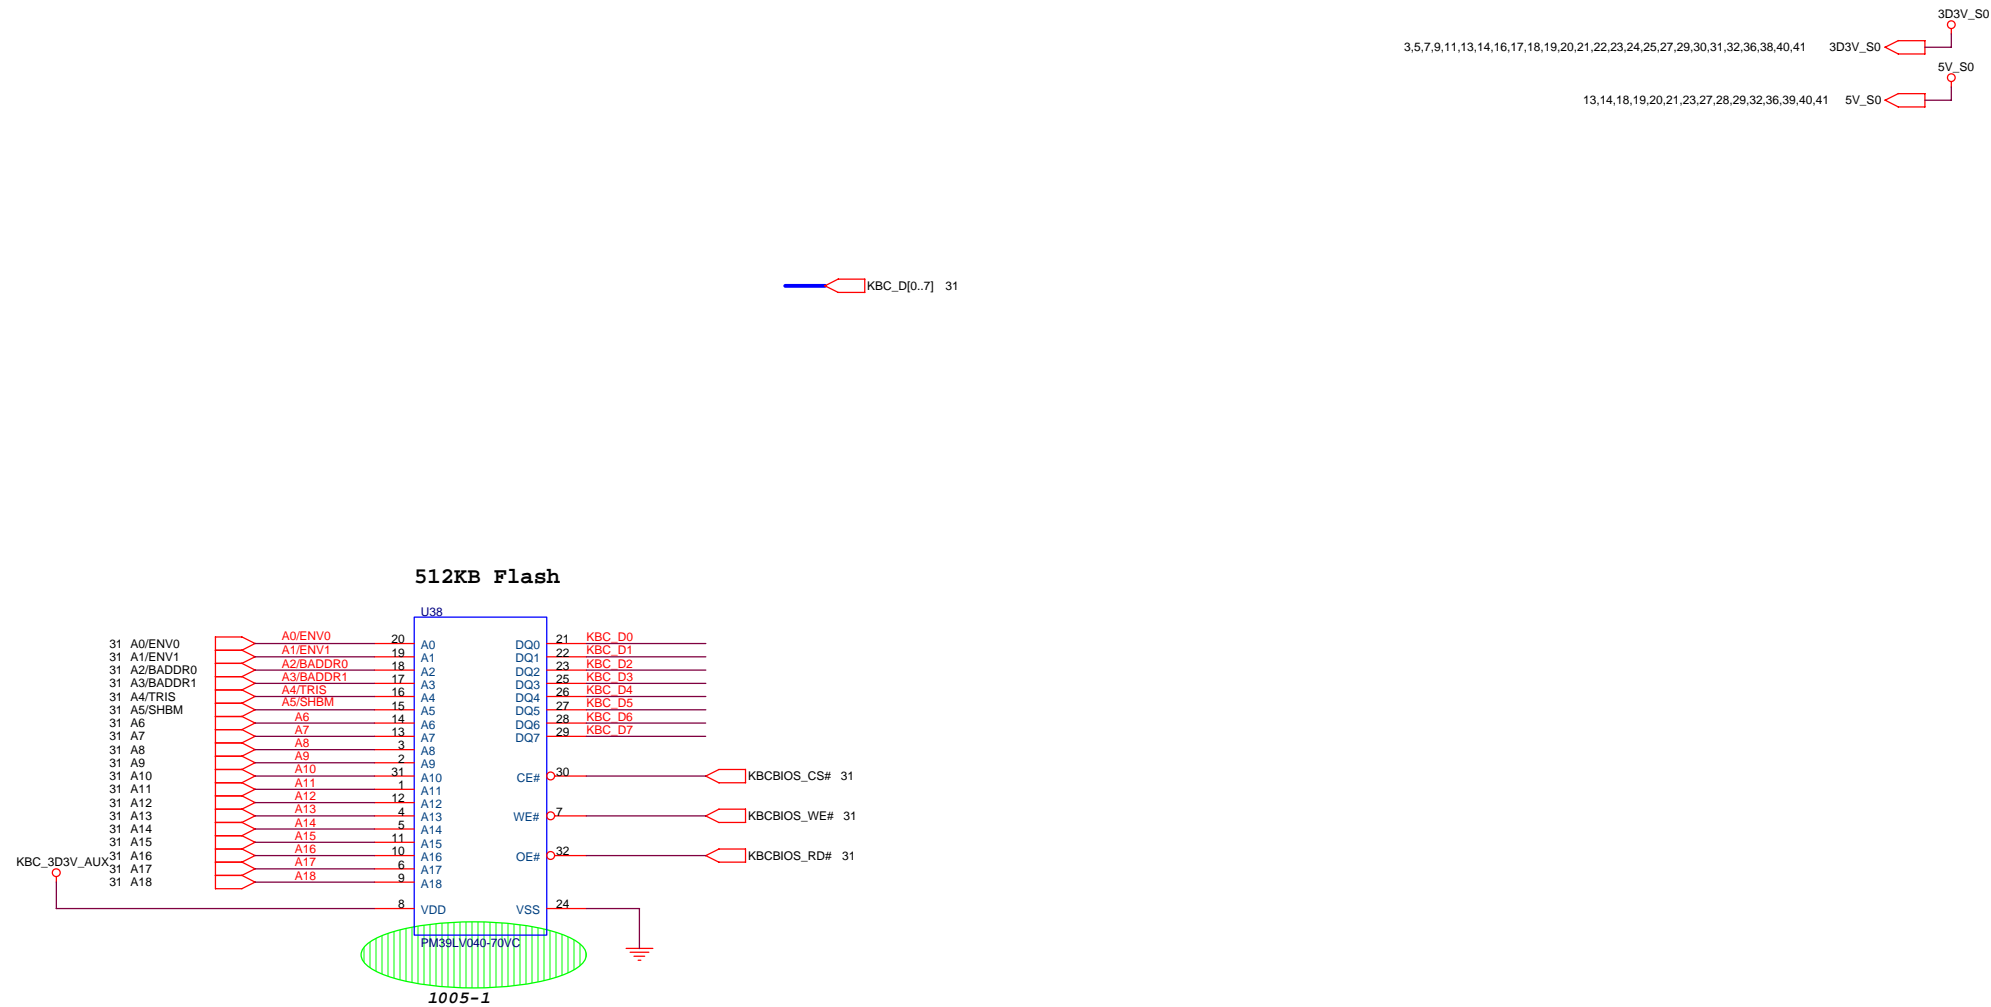 3D3V_S0
3,5,7,9,11,13,14,16,17,18,19,20,21,22,23,24,25,27,29,30,31,32,36,38,40,41 3D3V_S0
5V_S0
13,14,18,19,20,21,23,27,28,29,32,36,39,40,41 5V_S0
KBC_D[0..7] 31
512KB Flash
U38
31 A0/ENV0 A0/ENV0 20 A0 DQ0 21 KBC_D0
31 A1/ENV1 A1/ENV1 19 A1 DQ1 22 KBC_D1
31 A2/BADDR0 A2/BADDR0 18 A2 DQ2 23 KBC_D2
31 A3/BADDR1 A3/BADDR1 17 A3 DQ3 25 KBC_D3
31 A4/TRIS A4/TRIS 16 A4 DQ4 26 KBC_D4
31 A5/SHBM A5/SHBM 15 A5 DQ5 27 KBC_D5
31 A6 A6 14 A6 DQ6 28 KBC_D6
31 A7 A7 13 A7 DQ7 29 KBC_D7
31 A8 A8 3 A8
31 A9 A9 2 A9
31 A10 A10 31 A10 CE# 30 KBCBIOS_CS# 31
31 A11 A11 1 A11
31 A12 A12 12 A12
31 A13 A13 4 A13 WE# 7 KBCBIOS_WE# 31
31 A14 A14 5 A14
31 A15 A15 11 A15
31 A16 A16 10 A16 OE# 32 KBCBIOS_RD# 31
KBC_3D3V_AUX
31 A17 A17 6 A17
31 A18 A18 9 A18
8 VDD VSS 24
PM39LV040-70VC
1005-1